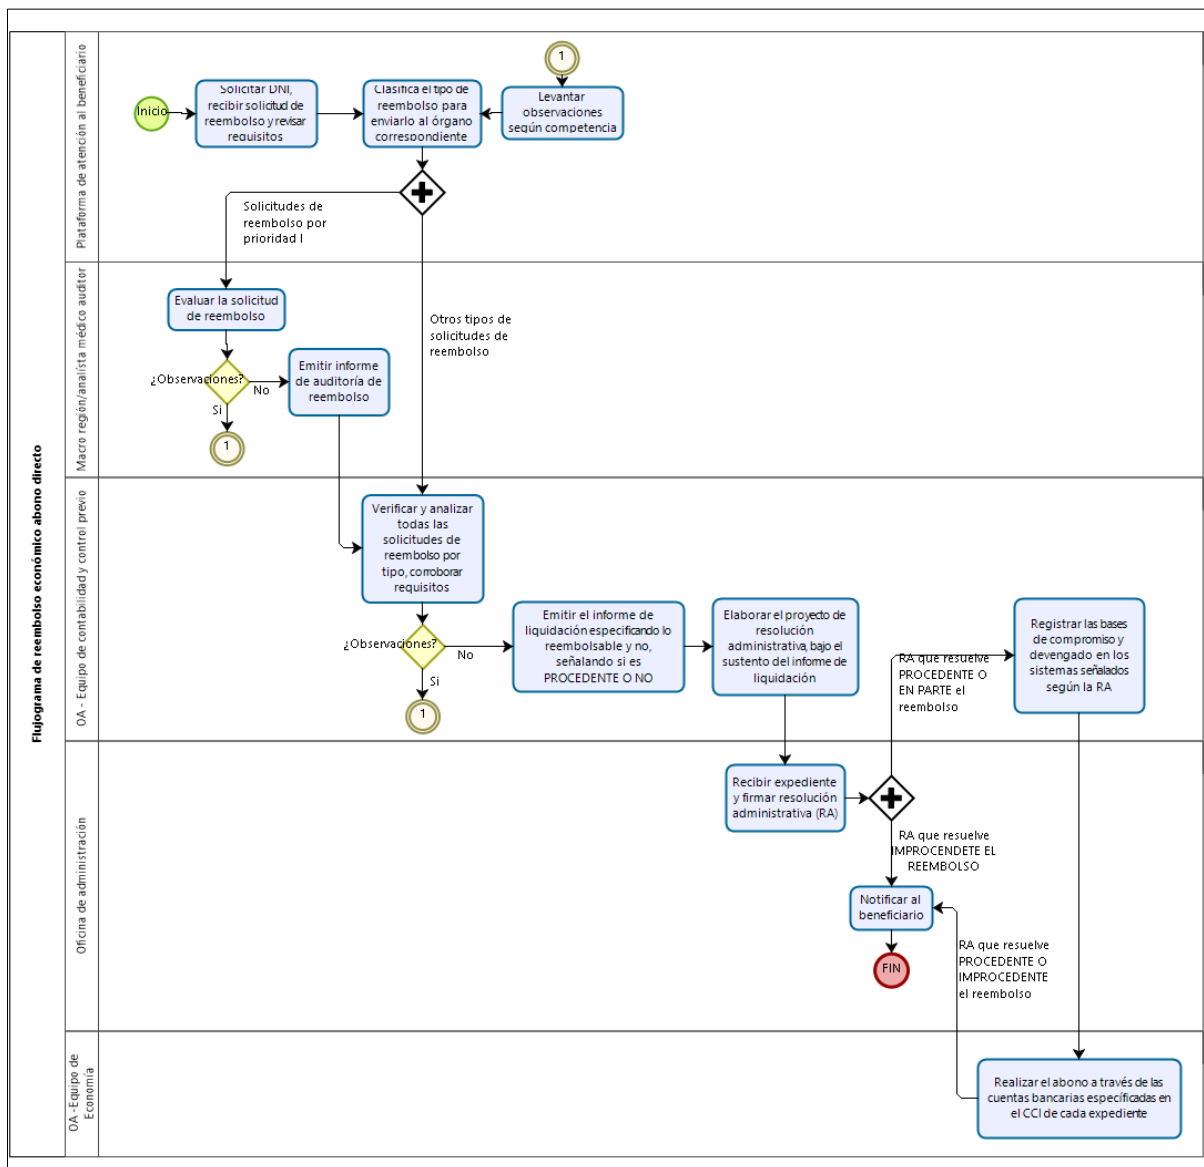 Flujograma de reembolso económico abono directo
Plataforma de atención al beneficiario
Inicio
Solicitar DNI,
recibir solicitud de
reembolso y revisar
requisitos
Clasifica el tipo de
reembolso para
enviarlo al órgano
correspondiente
1
Levantar
observaciones
según competencia
Solicitudes de
reembolso por
prioridad I
Otros tipos de
solicitudes de
reembolso
Macro región/analísta médico auditor
Evaluar la solicitud
de reembolso
¿Observaciones?
No
Si
1
Emitir informe
de auditoría de
reembolso
OA - Equipo de contabilidad y control previo
Verificar y analizar
todas las
solicitudes de
reembolso por
tipo, corroborar
requisitos
¿Observaciones?
No
Si
1
Emitir el informe de
liquidación especificando lo
reembolsable y no,
señalando si es
PROCEDENTE O NO
Elaborar el proyecto de
resolución
administrativa, bajo el
sustento del informe de
liquidación
RA que resuelve
PROCEDENTE O
EN PARTE el
reembolso
Registrar las bases
de compromiso y
devengado en los
sistemas señalados
según la RA
Oficina de administración
Recibir expediente
y firmar resolución
administrativa (RA)
RA que resuelve
IMPROCENDETE EL
REEMBOLSO
Notificar al
beneficiario
FIN
RA que resuelve
PROCEDENTE O
IMPROCEDENTE
el reembolso
OA -Equipo de
Economía
Realizar el abono a través de las
cuentas bancarias específicadas en
el CCI de cada expediente